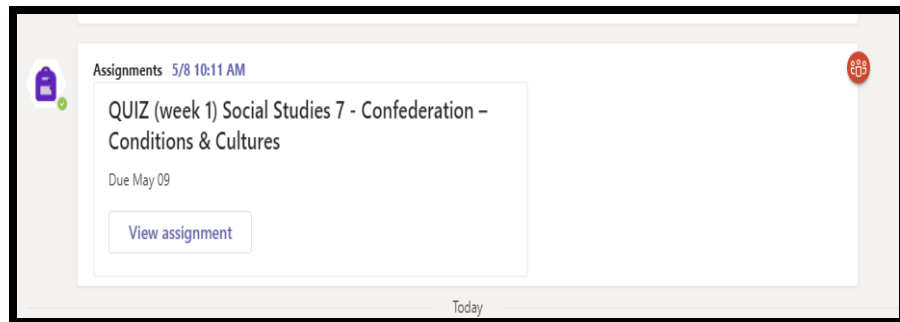 Assignments 5/8 10:11 AM
QUIZ (week 1) Social Studies 7 - Confederation –
Conditions & Cultures
Due May 09
View assignment
Today